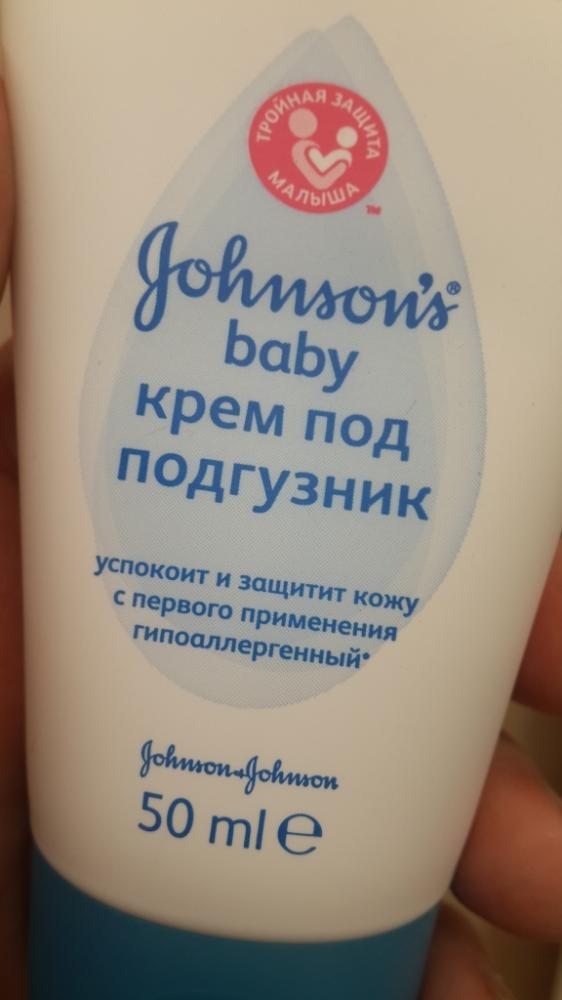 ТРОЙНАЯ ЗАЩИТА
МАЛЫША
™
Johnson's®
baby
крем под
подгузник
успокоит и защитит кожу
с первого применения
гипоаллергенный*
Johnson+Johnson
50 ml e